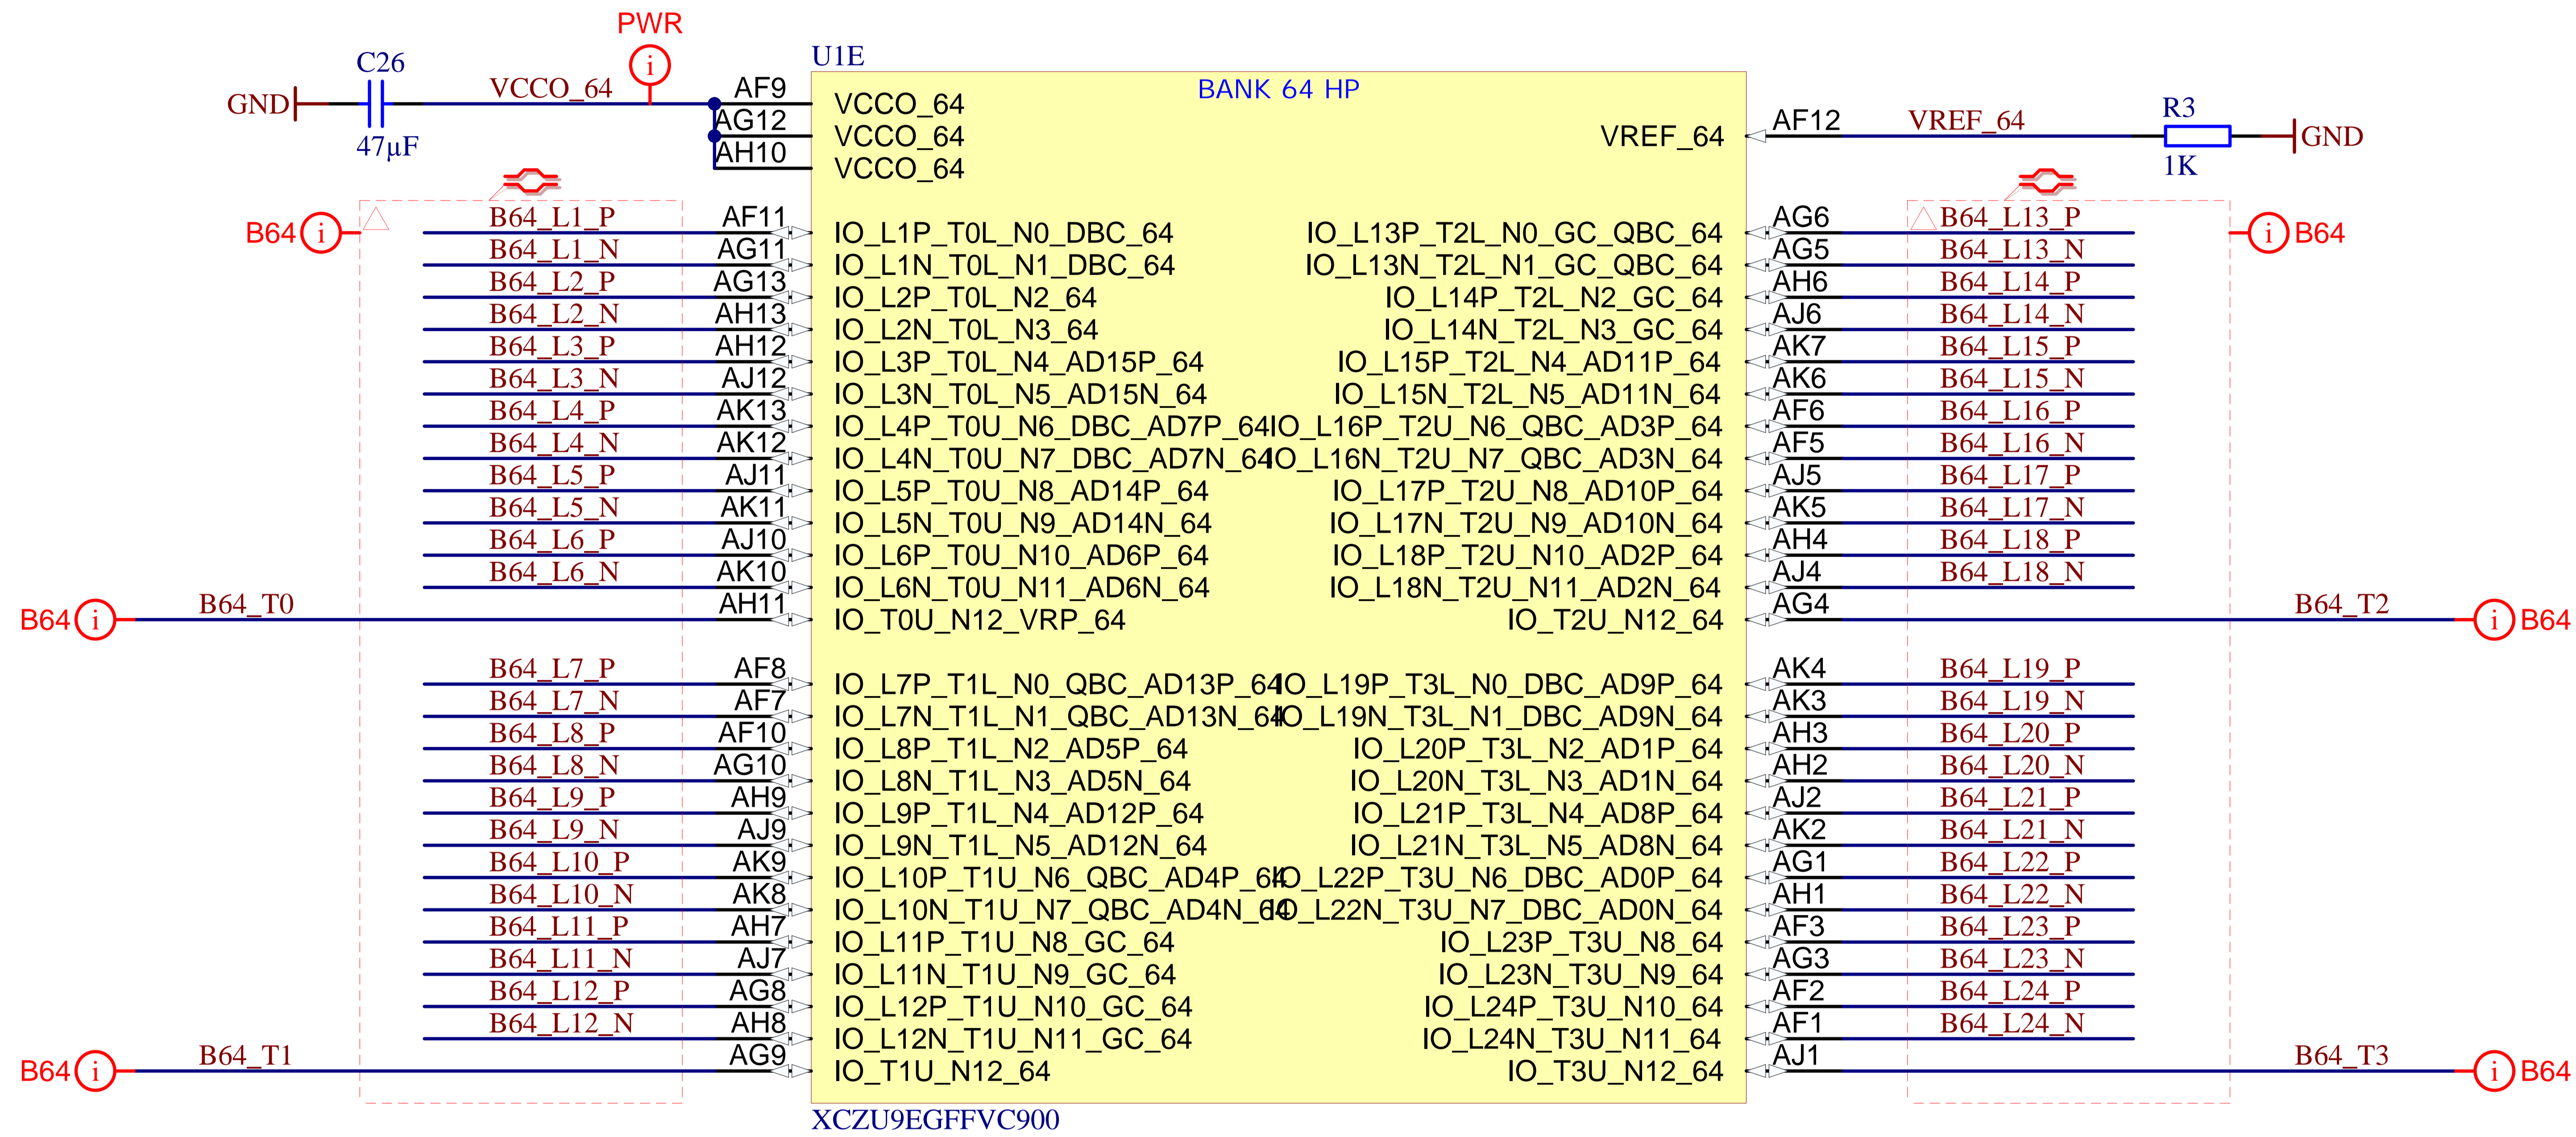 PWR
C26
U1E
GND VCCO_64 AF9 VCCO_64 BANK 64 HP
47µF AG12 VCCO_64 VREF_64 AF12 VREF_64 R3 GND
AH10 VCCO_64 1K
B64 B64_L1_P AF11 IO_L1P_T0L_N0_DBC_64 IO_L13P_T2L_N0_GC_QBC_64 AG6 B64_L13_P B64
B64_L1_N AG11 IO_L1N_T0L_N1_DBC_64 IO_L13N_T2L_N1_GC_QBC_64 AG5 B64_L13_N
B64_L2_P AG13 IO_L2P_T0L_N2_64 IO_L14P_T2L_N2_GC_64 AH6 B64_L14_P
B64_L2_N AH13 IO_L2N_T0L_N3_64 IO_L14N_T2L_N3_GC_64 AJ6 B64_L14_N
B64_L3_P AH12 IO_L3P_T0L_N4_AD15P_64 IO_L15P_T2L_N4_AD11P_64 AK7 B64_L15_P
B64_L3_N AJ12 IO_L3N_T0L_N5_AD15N_64 IO_L15N_T2L_N5_AD11N_64 AK6 B64_L15_N
B64_L4_P AK13 IO_L4P_T0U_N6_DBC_AD7P_64 IO_L16P_T2U_N6_QBC_AD3P_64 AF6 B64_L16_P
B64_L4_N AK12 IO_L4N_T0U_N7_DBC_AD7N_64 IO_L16N_T2U_N7_QBC_AD3N_64 AF5 B64_L16_N
B64_L5_P AJ11 IO_L5P_T0U_N8_AD14P_64 IO_L17P_T2U_N8_AD10P_64 AJ5 B64_L17_P
B64_L5_N AK11 IO_L5N_T0U_N9_AD14N_64 IO_L17N_T2U_N9_AD10N_64 AK5 B64_L17_N
B64_L6_P AJ10 IO_L6P_T0U_N10_AD6P_64 IO_L18P_T2U_N10_AD2P_64 AH4 B64_L18_P
B64_L6_N AK10 IO_L6N_T0U_N11_AD6N_64 IO_L18N_T2U_N11_AD2N_64 AJ4 B64_L18_N
B64 B64_T0 AH11 IO_T0U_N12_VRP_64 IO_T2U_N12_64 AG4 B64_T2 B64
B64_L7_P AF8 IO_L7P_T1L_N0_QBC_AD13P_64 IO_L19P_T3L_N0_DBC_AD9P_64 AK4 B64_L19_P
B64_L7_N AF7 IO_L7N_T1L_N1_QBC_AD13N_64 IO_L19N_T3L_N1_DBC_AD9N_64 AK3 B64_L19_N
B64_L8_P AF10 IO_L8P_T1L_N2_AD5P_64 IO_L20P_T3L_N2_AD1P_64 AH3 B64_L20_P
B64_L8_N AG10 IO_L8N_T1L_N3_AD5N_64 IO_L20N_T3L_N3_AD1N_64 AH2 B64_L20_N
B64_L9_P AH9 IO_L9P_T1L_N4_AD12P_64 IO_L21P_T3L_N4_AD8P_64 AJ2 B64_L21_P
B64_L9_N AJ9 IO_L9N_T1L_N5_AD12N_64 IO_L21N_T3L_N5_AD8N_64 AK2 B64_L21_N
B64_L10_P AK9 IO_L10P_T1U_N6_QBC_AD4P_64 IO_L22P_T3U_N6_DBC_AD0P_64 AG1 B64_L22_P
B64_L10_N AK8 IO_L10N_T1U_N7_QBC_AD4N_64 IO_L22N_T3U_N7_DBC_AD0N_64 AH1 B64_L22_N
B64_L11_P AH7 IO_L11P_T1U_N8_GC_64 IO_L23P_T3U_N8_64 AF3 B64_L23_P
B64_L11_N AJ7 IO_L11N_T1U_N9_GC_64 IO_L23N_T3U_N9_64 AG3 B64_L23_N
B64_L12_P AG8 IO_L12P_T1U_N10_GC_64 IO_L24P_T3U_N10_64 AF2 B64_L24_P
B64_L12_N AH8 IO_L12N_T1U_N11_GC_64 IO_L24N_T3U_N11_64 AF1 B64_L24_N
B64 B64_T1 AG9 IO_T1U_N12_64 IO_T3U_N12_64 AJ1 B64_T3 B64
XCZU9EGFFVC900